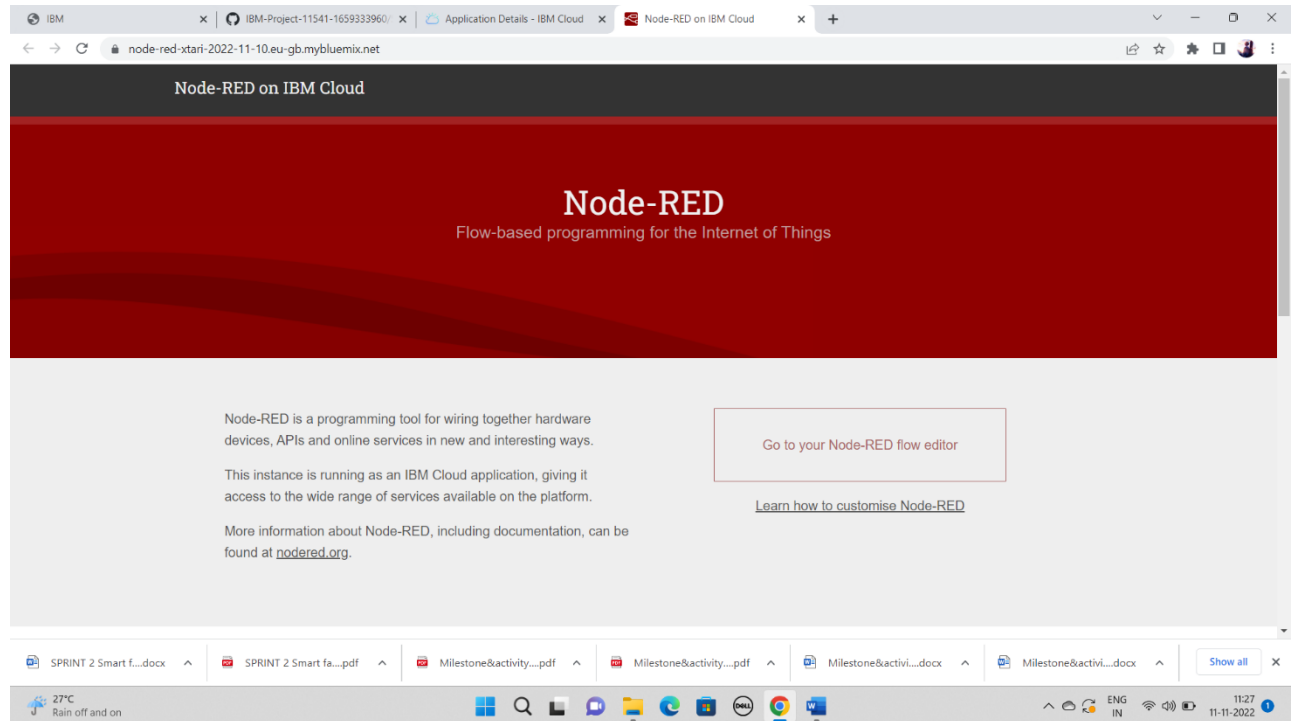 IBM
IBM-Project-11541-1659333960/
Application Details - IBM Cloud
Node-RED on IBM Cloud
node-red-xtari-2022-11-10.eu-gb.mybluemix.net
Node-RED on IBM Cloud
Node-RED
Flow-based programming for the Internet of Things
Node-RED is a programming tool for wiring together hardware
devices, APIs and online services in new and interesting ways.
This instance is running as an IBM Cloud application, giving it
access to the wide range of services available on the platform.
More information about Node-RED, including documentation, can be
found at nodered.org.
Go to your Node-RED flow editor
Learn how to customise Node-RED
SPRINT 2 Smart f....docx
SPRINT 2 Smart fa....pdf
Milestone&activity....pdf
Milestone&activity....pdf
Milestone&activi....docx
Milestone&activi....docx
Show all
27°C
Rain off and on
DELL
W
ENG
IN
11:27
11-11-2022
1